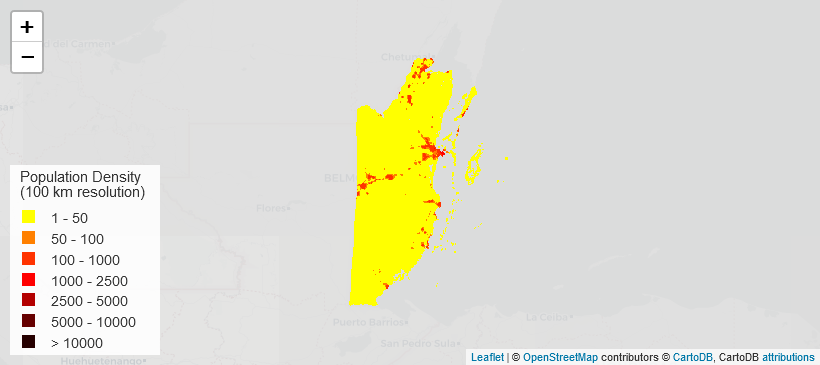 +
−
del Carmen
Chetumal
BELM
Flores
Population Density
(100 km resolution)
1 - 50
50 - 100
100 - 1000
1000 - 2500
2500 - 5000
5000 - 10000
> 10000
Puerto Barrios
La Ceiba
San Pedro Sula
Huehuetenango
Leaflet | © OpenStreetMap contributors © CartoDB, CartoDB attributions